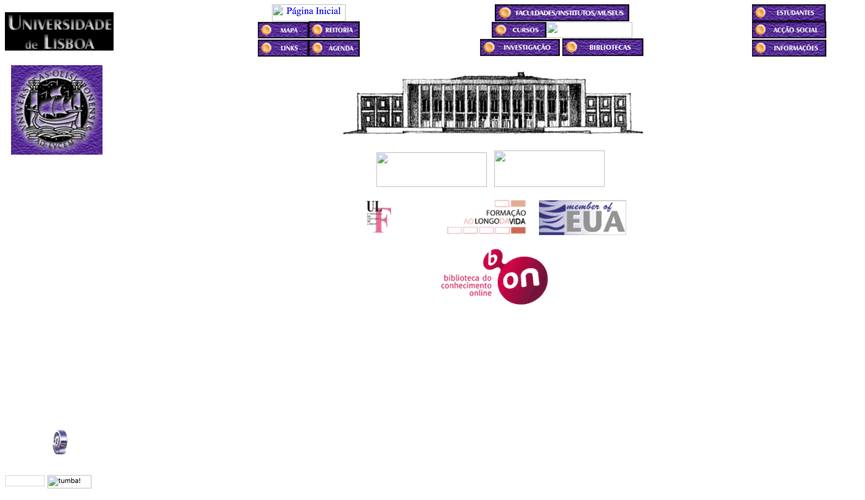 UNIVERSIDADE
de LISBOA
Página Inicial
FACULDADES/INSTITUTOS/MUSEUS
ESTUDANTES
MAPA
REITORIA
CURSOS
ACÇÃO SOCIAL
LINKS
AGENDA
INVESTIGAÇÃO
BIBLIOTECAS
INFORMAÇÕES
UL
F
FORMAÇÃO
AO LONGO DA VIDA
member of
EUA
b
on
biblioteca do
conhecimento
online
@
tumba!